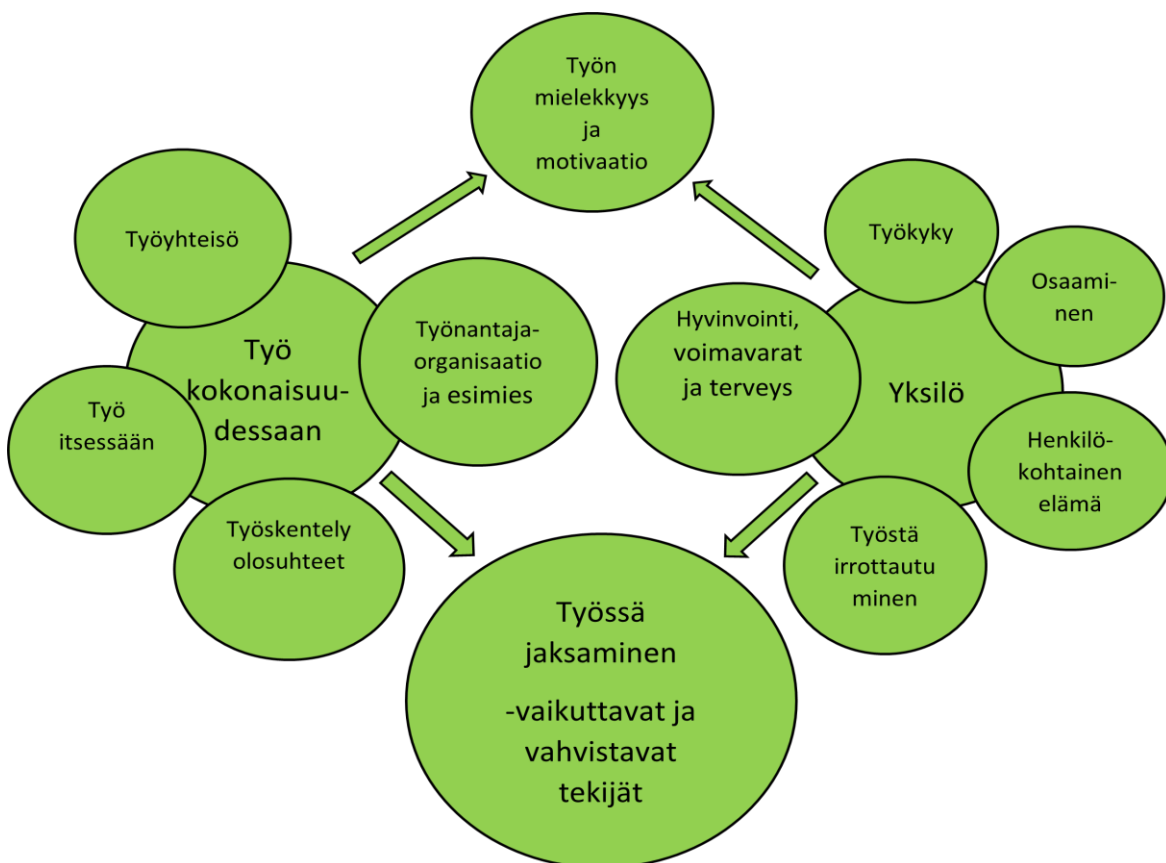 Työn
mielekkyys
ja
motivaatio
Työyhteisö
Työkyky
Osaami-
nen
Työ
kokonaisuu-
dessaan
Työnantaja-
organisaatio
ja esimies
Hyvinvointi,
voimavarat
ja terveys
Yksilö
Työ
itsessään
Henkilö-
kohtainen
elämä
Työskentely
olosuhteet
Työstä
irrottautu
minen
Työssä
jaksaminen
-vaikuttavat ja
vahvistavat
tekijät